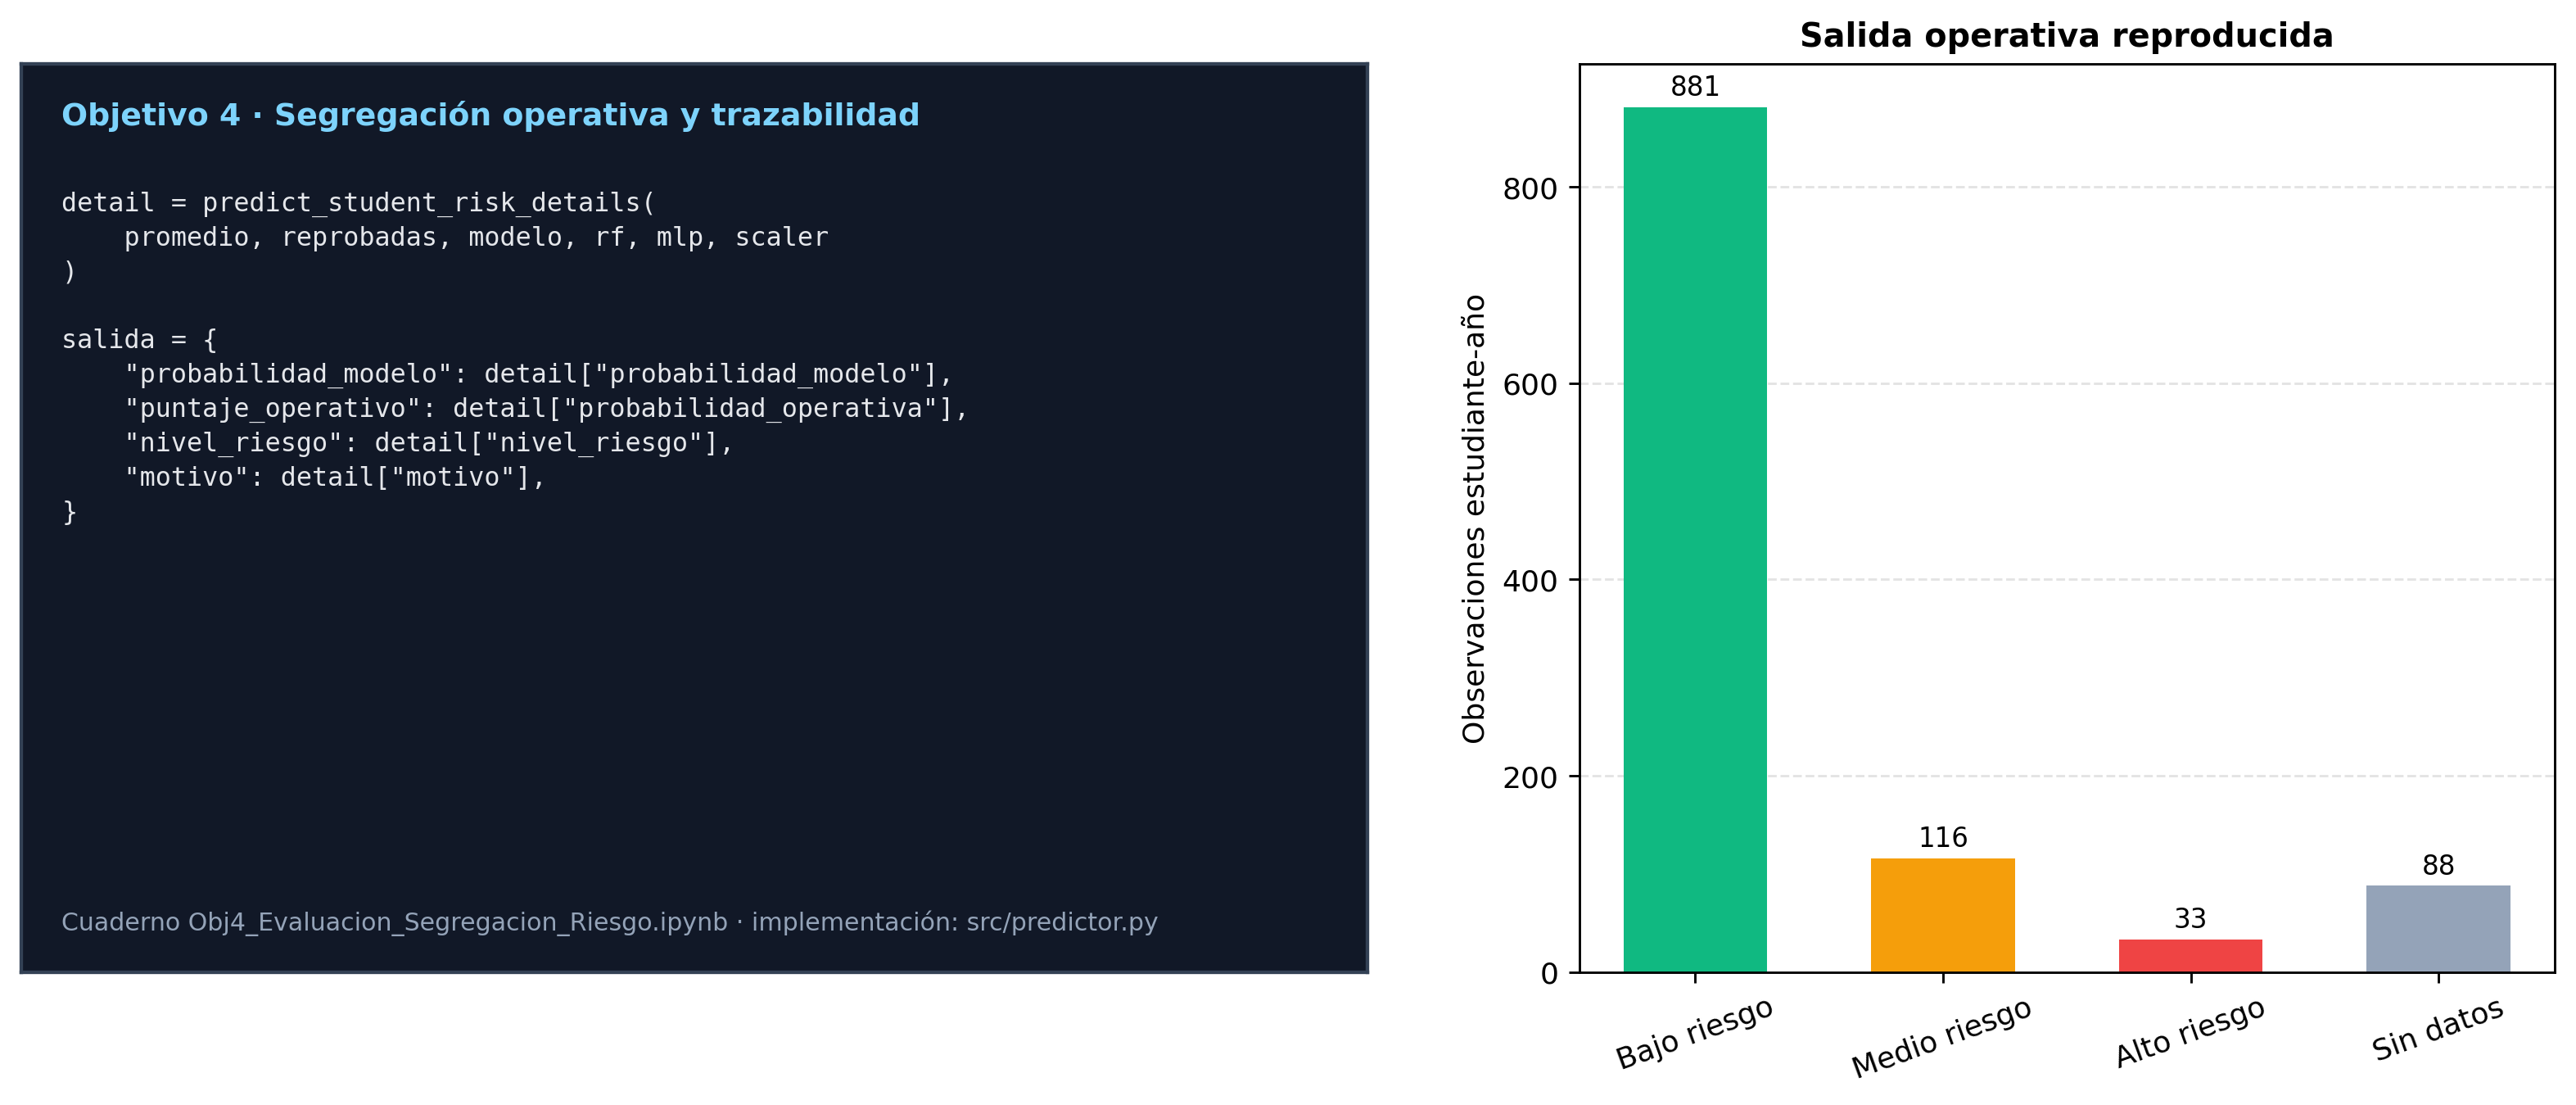 Objetivo 4 · Segregación operativa y trazabilidad
detail = predict_student_risk_details(
    promedio, reprobadas, modelo, rf, mlp, scaler
)
salida = {
    "probabilidad_modelo": detail["probabilidad_modelo"],
    "puntaje_operativo": detail["probabilidad_operativa"],
    "nivel_riesgo": detail["nivel_riesgo"],
    "motivo": detail["motivo"],
}
Cuaderno Obj4_Evaluacion_Segregacion_Riesgo.ipynb · implementación: src/predictor.py
Salida operativa reproducida
Observaciones estudiante-año
800
600
400
200
0
881
116
33
88
Bajo riesgo
Medio riesgo
Alto riesgo
Sin datos